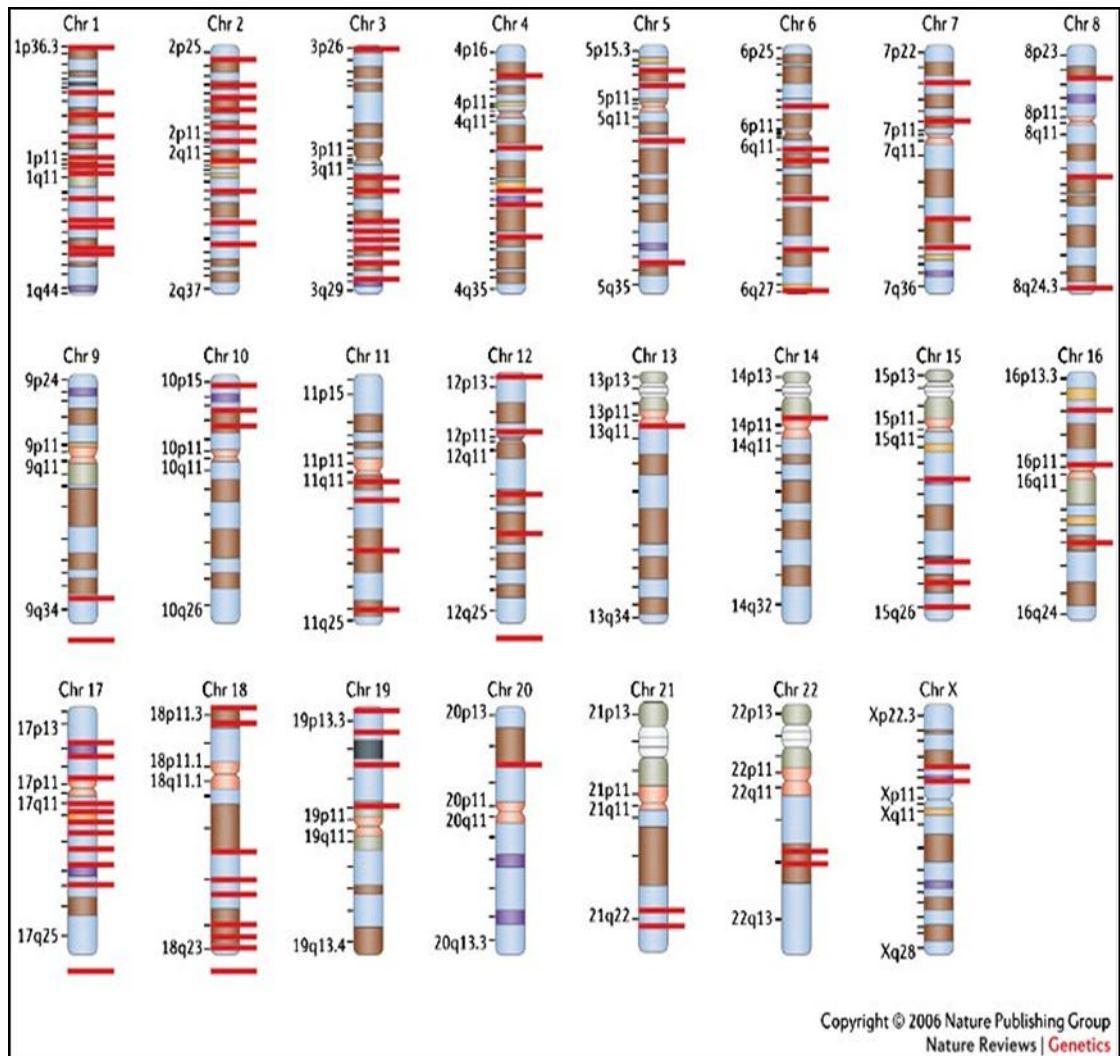 Chr 1
Chr 2
Chr 3
Chr 4
Chr 5
Chr 6
Chr 7
Chr 8
1p36.3
1p11
1q11
1q44
2p25
2p11
2q11
2q37
3p26
3p11
3q11
3q29
4p16
4p11
4q11
4q35
5p15.3
5p11
5q11
5q35
6p25
6p11
6q11
6q27
7p22
7p11
7q11
7q36
8p23
8p11
8q11
8q24.3
Chr 9
Chr 10
Chr 11
Chr 12
Chr 13
Chr 14
Chr 15
Chr 16
9p24
9p11
9q11
9q34
10p15
10p11
10q11
10q26
11p15
11p11
11q11
11q25
12p13
12p11
12q11
12q25
13p13
13p11
13q11
13q34
14p13
14p11
14q11
14q32
15p13
15p11
15q11
15q26
16p13.3
16p11
16q11
16q24
Chr 17
Chr 18
Chr 19
Chr 20
Chr 21
Chr 22
Chr X
17p13
17p11
17q11
17q25
18p11.3
18p11.1
18q11.1
18q23
19p13.3
19p11
19q11
19q13.4
20p13
20p11
20q11
20q13.3
21p13
21p11
21q11
21q22
22p13
22p11
22q11
22q13
Xp22.3
Xp11
Xq11
Xq28
Copyright © 2006 Nature Publishing Group
Nature Reviews | Genetics